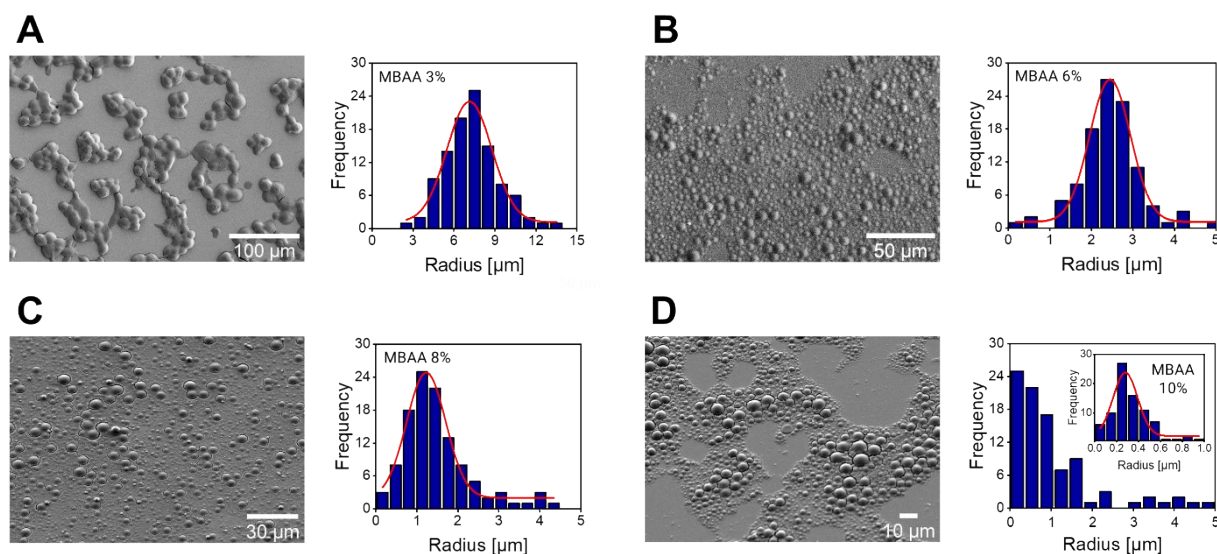 A
MBAA 3%
30
24
18
12
6
0
Frequency
0 3 6 9 12 15
Radius [µm]
100 µm
B
MBAA 6%
30
24
18
12
6
0
Frequency
0 1 2 3 4 5
Radius [µm]
50 µm
C
MBAA 8%
30
24
18
12
6
0
Frequency
0 1 2 3 4 5
Radius [µm]
30 µm
D
30
24
18
12
6
0
Frequency
0 1 2 3 4 5
Radius [µm]
10 µm
MBAA
10%
30
20
10
Frequency
0.0 0.2 0.4 0.6 0.8 1.0
Radius [µm]